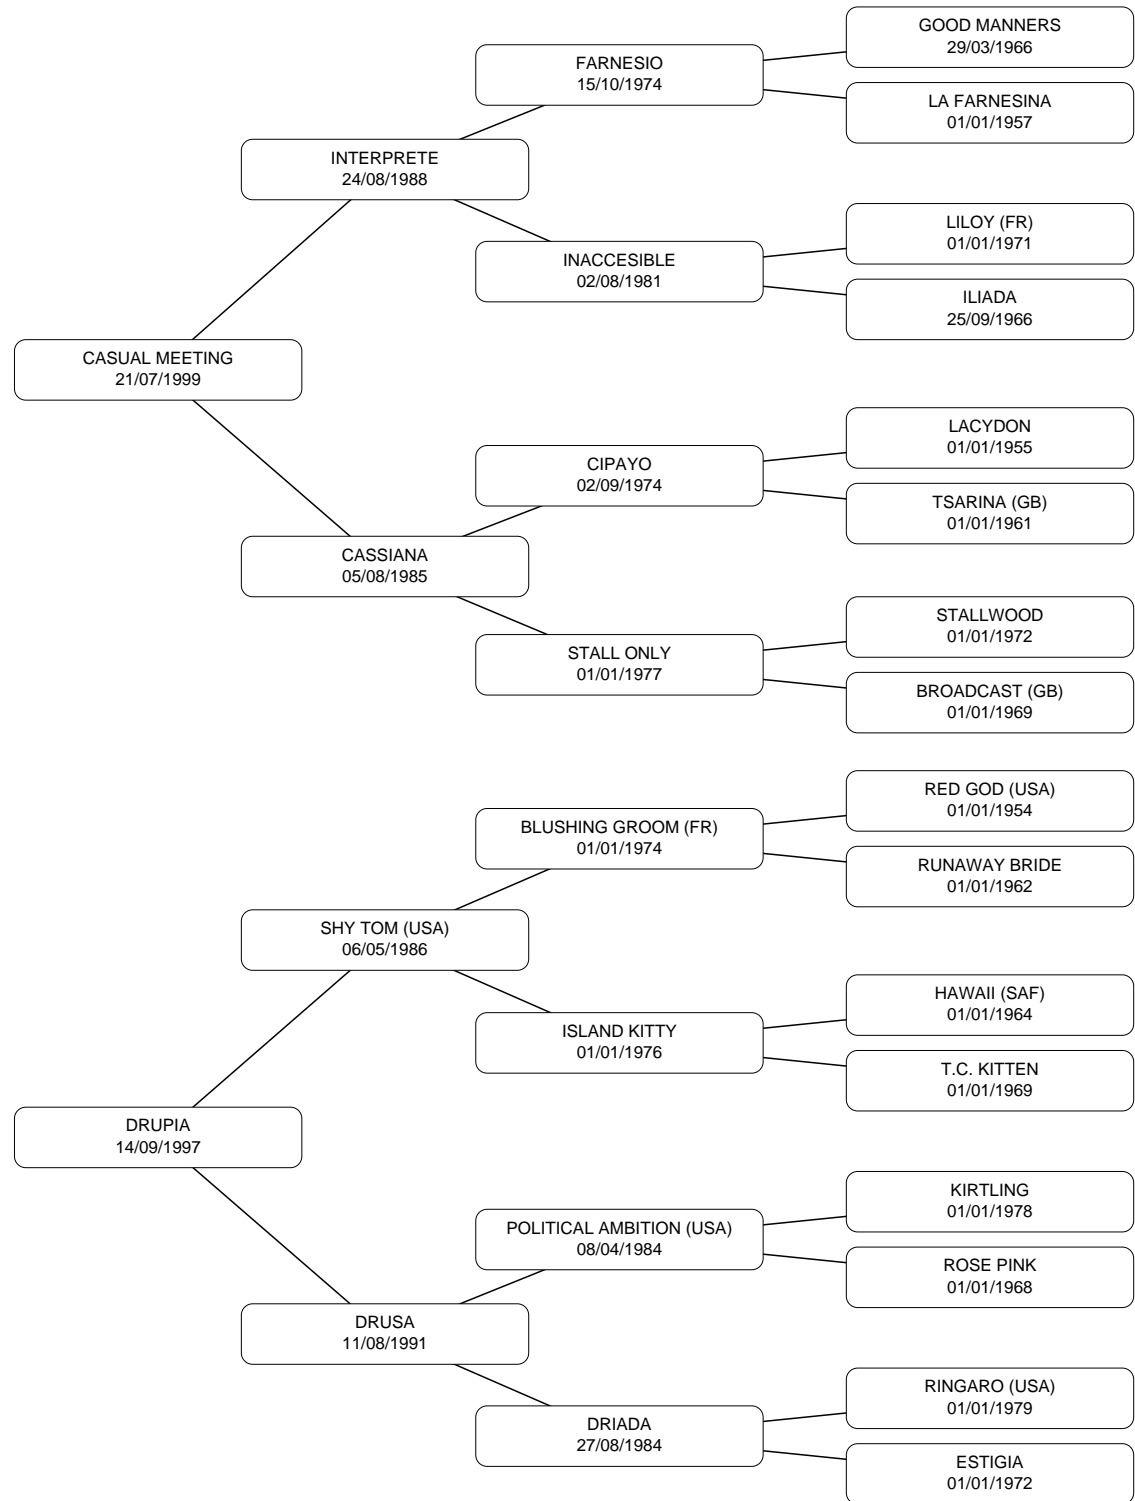 GOOD MANNERS
29/03/1966
FARNESIO
15/10/1974
LA FARNESINA
01/01/1957
INTERPRETE
24/08/1988
LILOY (FR)
01/01/1971
INACCESIBLE
02/08/1981
ILIADA
25/09/1966
CASUAL MEETING
21/07/1999
LACYDON
01/01/1955
CIPAYO
02/09/1974
TSARINA (GB)
01/01/1961
CASSIANA
05/08/1985
STALLWOOD
01/01/1972
STALL ONLY
01/01/1977
BROADCAST (GB)
01/01/1969
RED GOD (USA)
01/01/1954
BLUSHING GROOM (FR)
01/01/1974
RUNAWAY BRIDE
01/01/1962
SHY TOM (USA)
06/05/1986
HAWAII (SAF)
01/01/1964
ISLAND KITTY
01/01/1976
T.C. KITTEN
01/01/1969
DRUPIA
14/09/1997
KIRTLING
01/01/1978
POLITICAL AMBITION (USA)
08/04/1984
ROSE PINK
01/01/1968
DRUSA
11/08/1991
RINGARO (USA)
01/01/1979
DRIADA
27/08/1984
ESTIGIA
01/01/1972